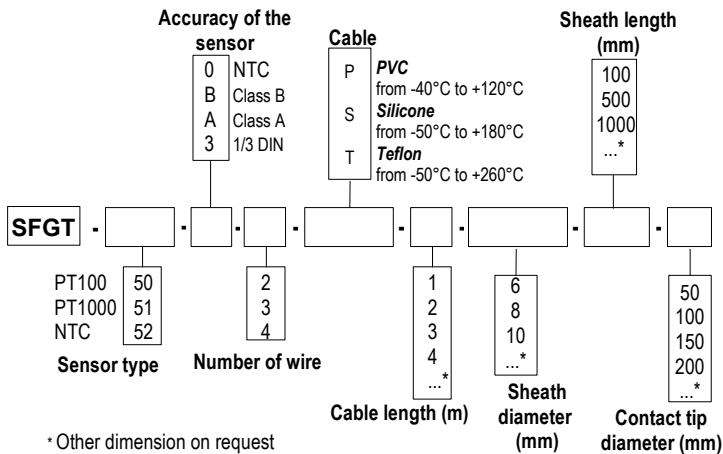 Accuracy of the
sensor
0 NTC
B Class B
A Class A
3 1/3 DIN
Cable
P PVC
from -40°C to +120°C
S Silicone
from -50°C to +180°C
T Teflon
from -50°C to +260°C
Sheath length
(mm)
100
500
1000
...*
SFGT - - - - - - - -
PT100 50
PT1000 51
NTC 52
Sensor type
2
3
4
Number of wire
1
2
3
4
...*
Cable length (m)
6
8
10
...*
Sheath
diameter
(mm)
50
100
150
200
...*
Contact tip
diameter (mm)
* Other dimension on request